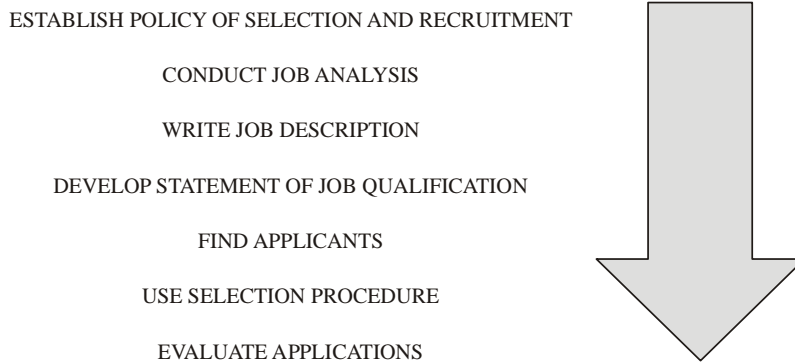 ESTABLISH POLICY OF SELECTION AND RECRUITMENT
CONDUCT JOB ANALYSIS
WRITE JOB DESCRIPTION
DEVELOP STATEMENT OF JOB QUALIFICATION
FIND APPLICANTS
USE SELECTION PROCEDURE
EVALUATE APPLICATIONS